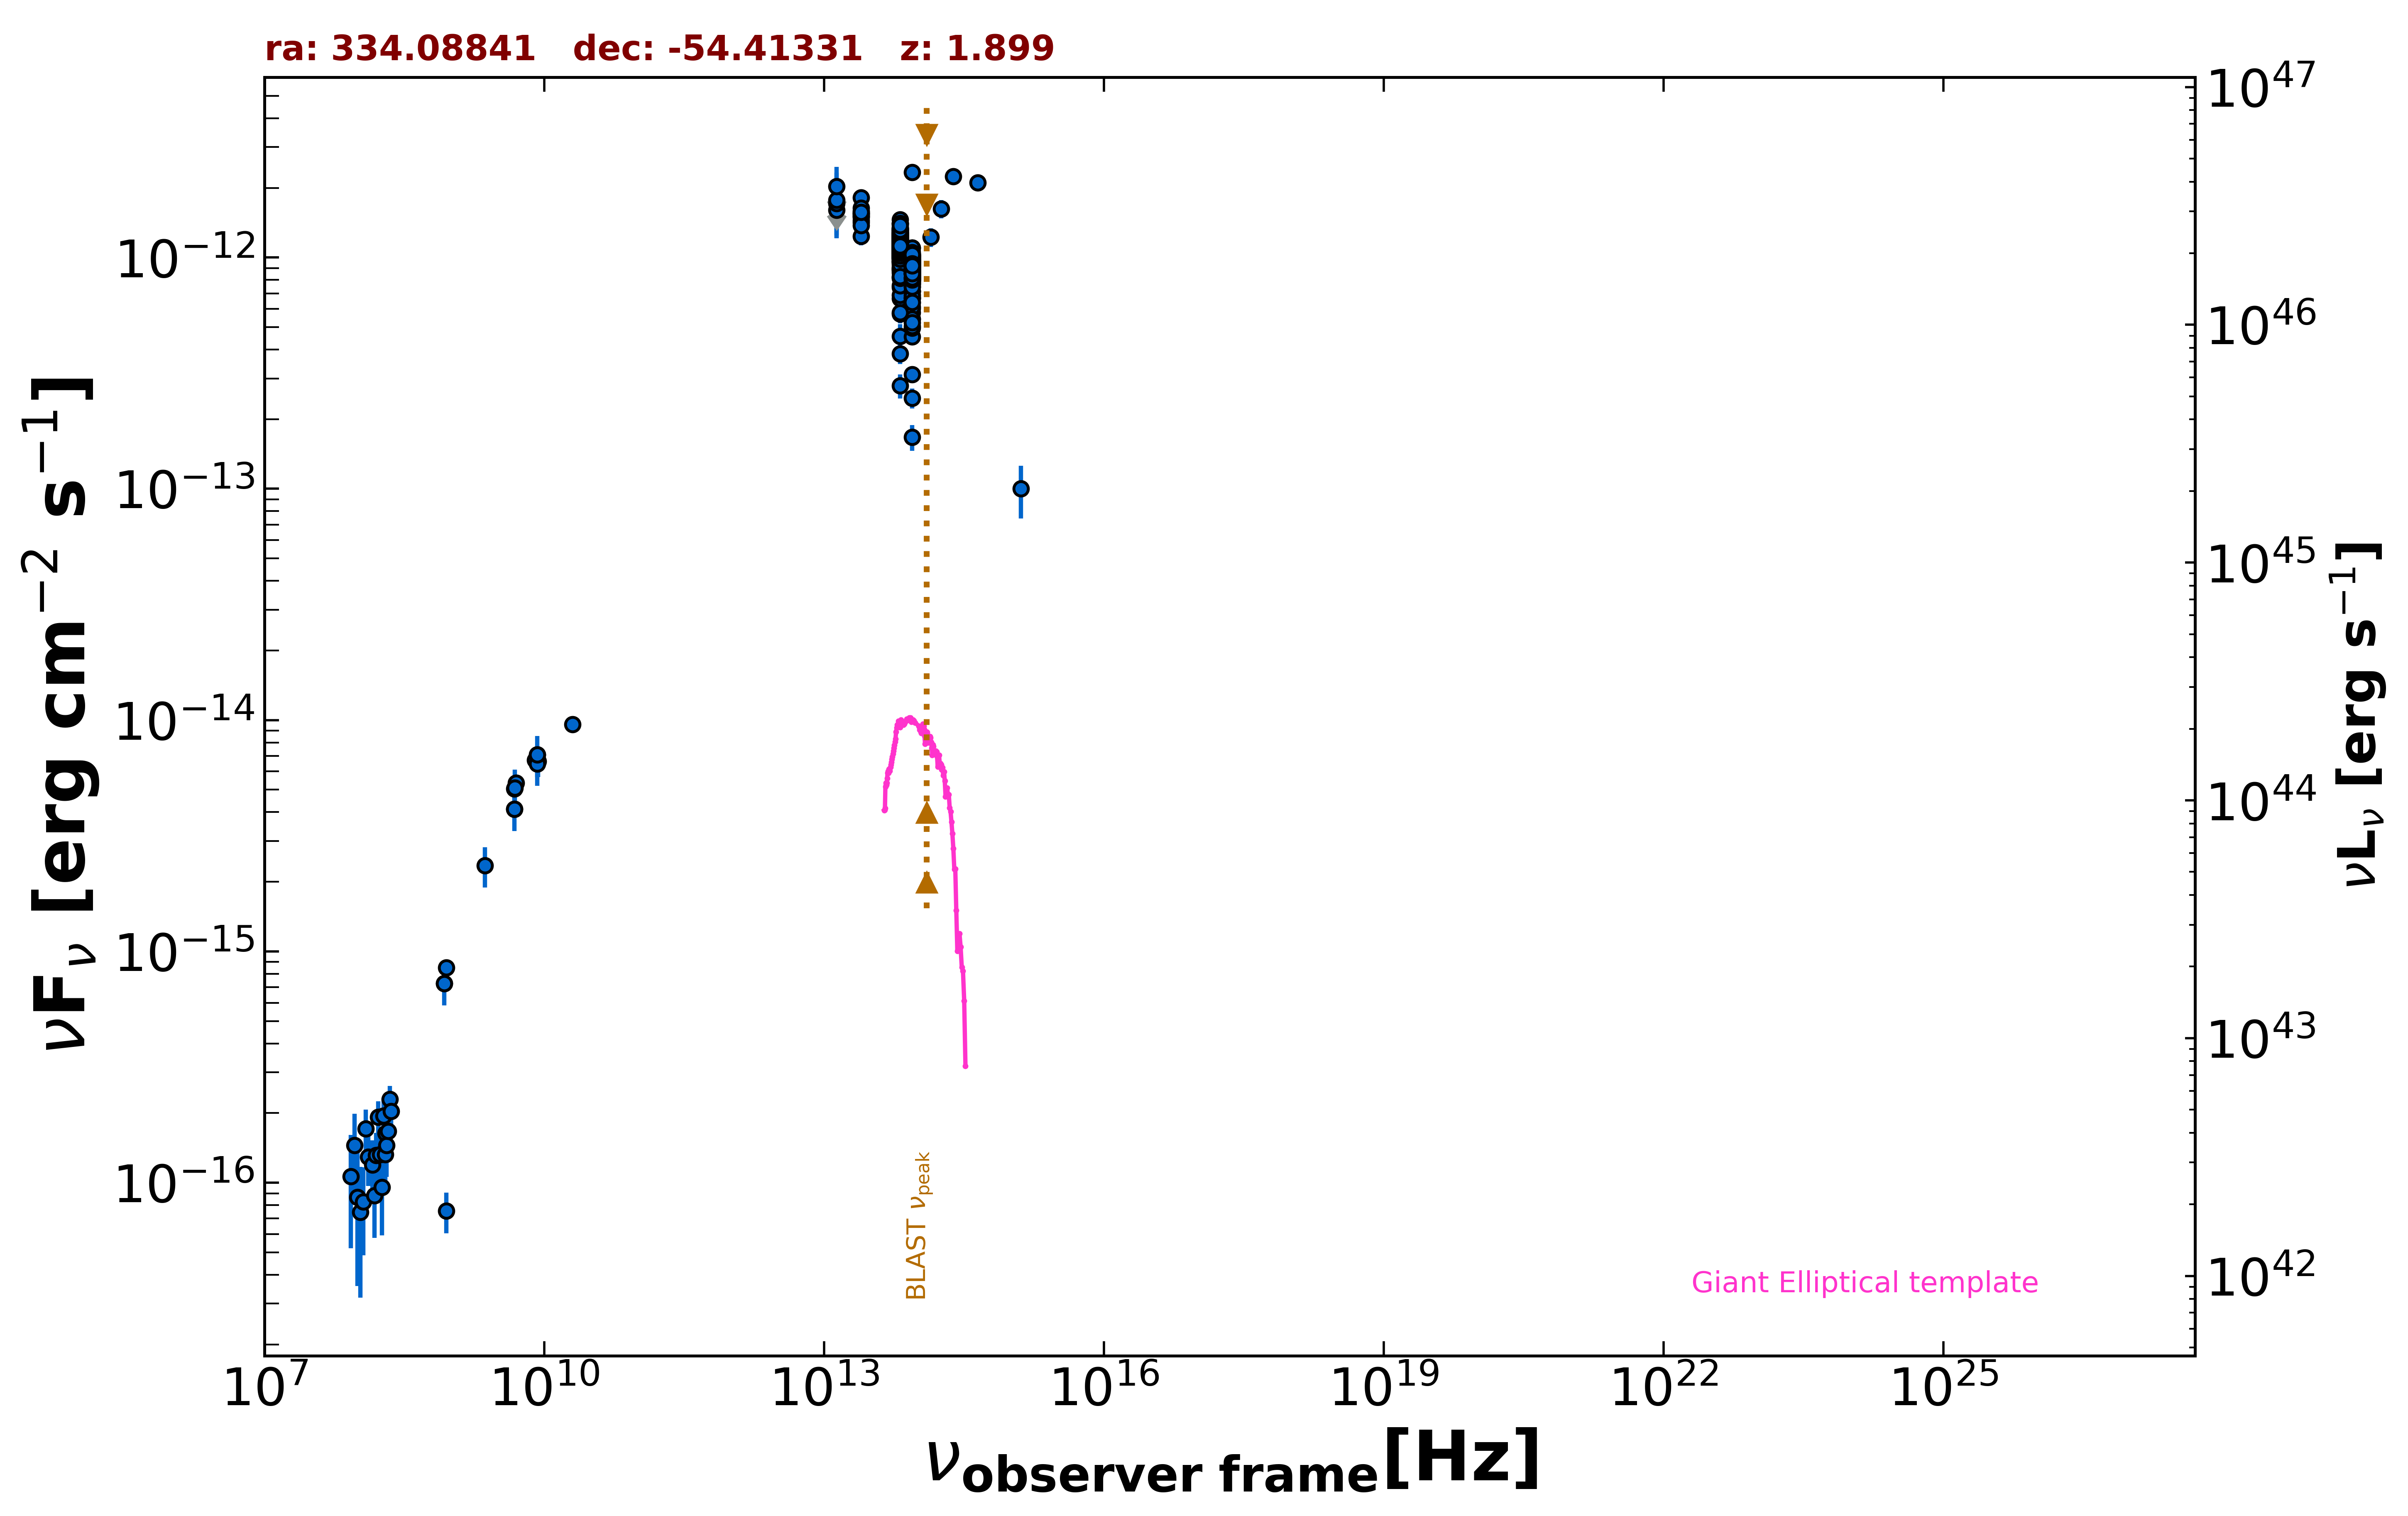 ra: 334.08841   dec: -54.41331   z: 1.899
10^47
10^46
10^45
10^44
10^43
10^42
νL_ν [erg s^−1]
νF_ν [erg cm^−2 s^−1]
10^−12
10^−13
10^−14
10^−15
10^−16
BLAST ν_peak
Giant Elliptical template
10^7 10^10 10^13 10^16 10^19 10^22 10^25
ν_observer frame [Hz]